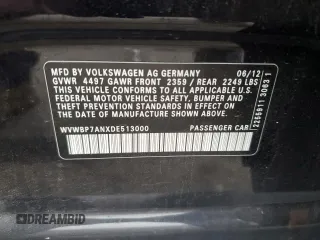 MFD BY VOLKSWAGEN AG GERMANY 06/12
GVWR 4497 GAWR FRONT 2359 / REAR 2249 LBS
THIS VEHICLE CONFORMS TO ALL APPLICABLE U.S.
FEDERAL MOTOR VEHICLE SAFETY, BUMPER AND
THEFT PREVENTION STANDARDS IN EFFECT ON THE
DATE OF MANUFACTURE SHOWN ABOVE.
WVWBP7ANXDE513000 PASSENGER CAR
DREAMBID